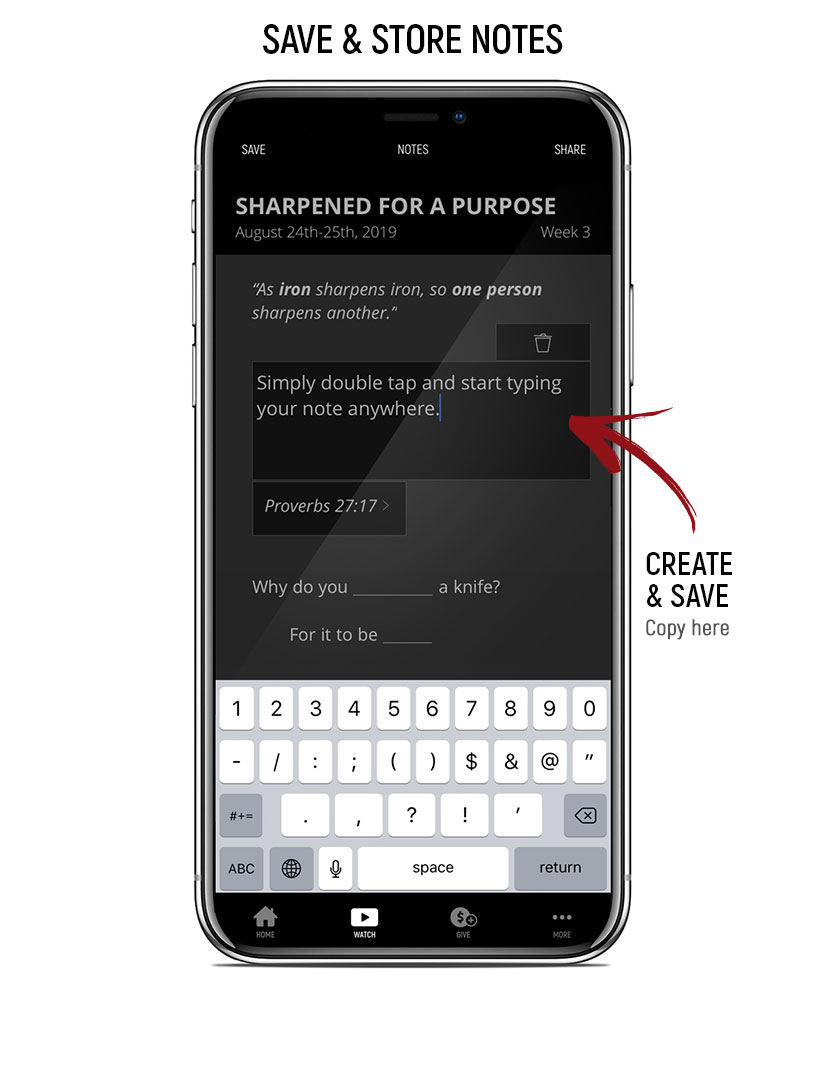 SAVE & STORE NOTES
SAVE NOTES SHARE
SHARPENED FOR A PURPOSE
August 24th-25th, 2019 Week 3
“As iron sharpens iron, so one person
sharpens another.”
Simply double tap and start typing
your note anywhere.
Proverbs 27:17 >
CREATE
& SAVE
Copy here
Why do you _________ a knife?
For it to be _____
1 2 3 4 5 6 7 8 9 0
- / : ; ( ) $ & @ ”
#+= . , ? ! ’
ABC space return
HOME WATCH GIVE MORE